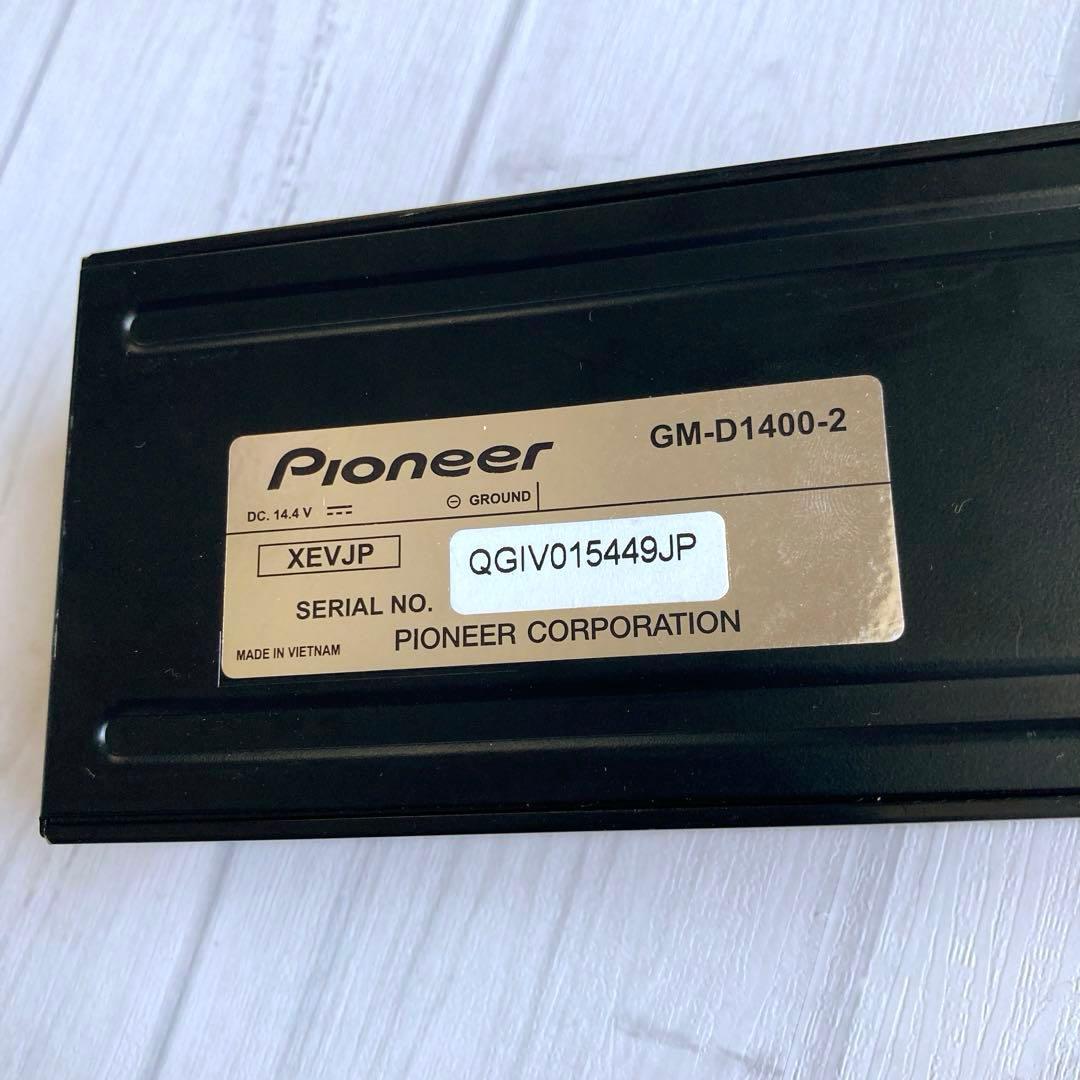 Pioneer
GM-D1400-2
DC. 14.4 V
⊖ GROUND
XEVJP
QGIV015449JP
SERIAL NO.
PIONEER CORPORATION
MADE IN VIETNAM